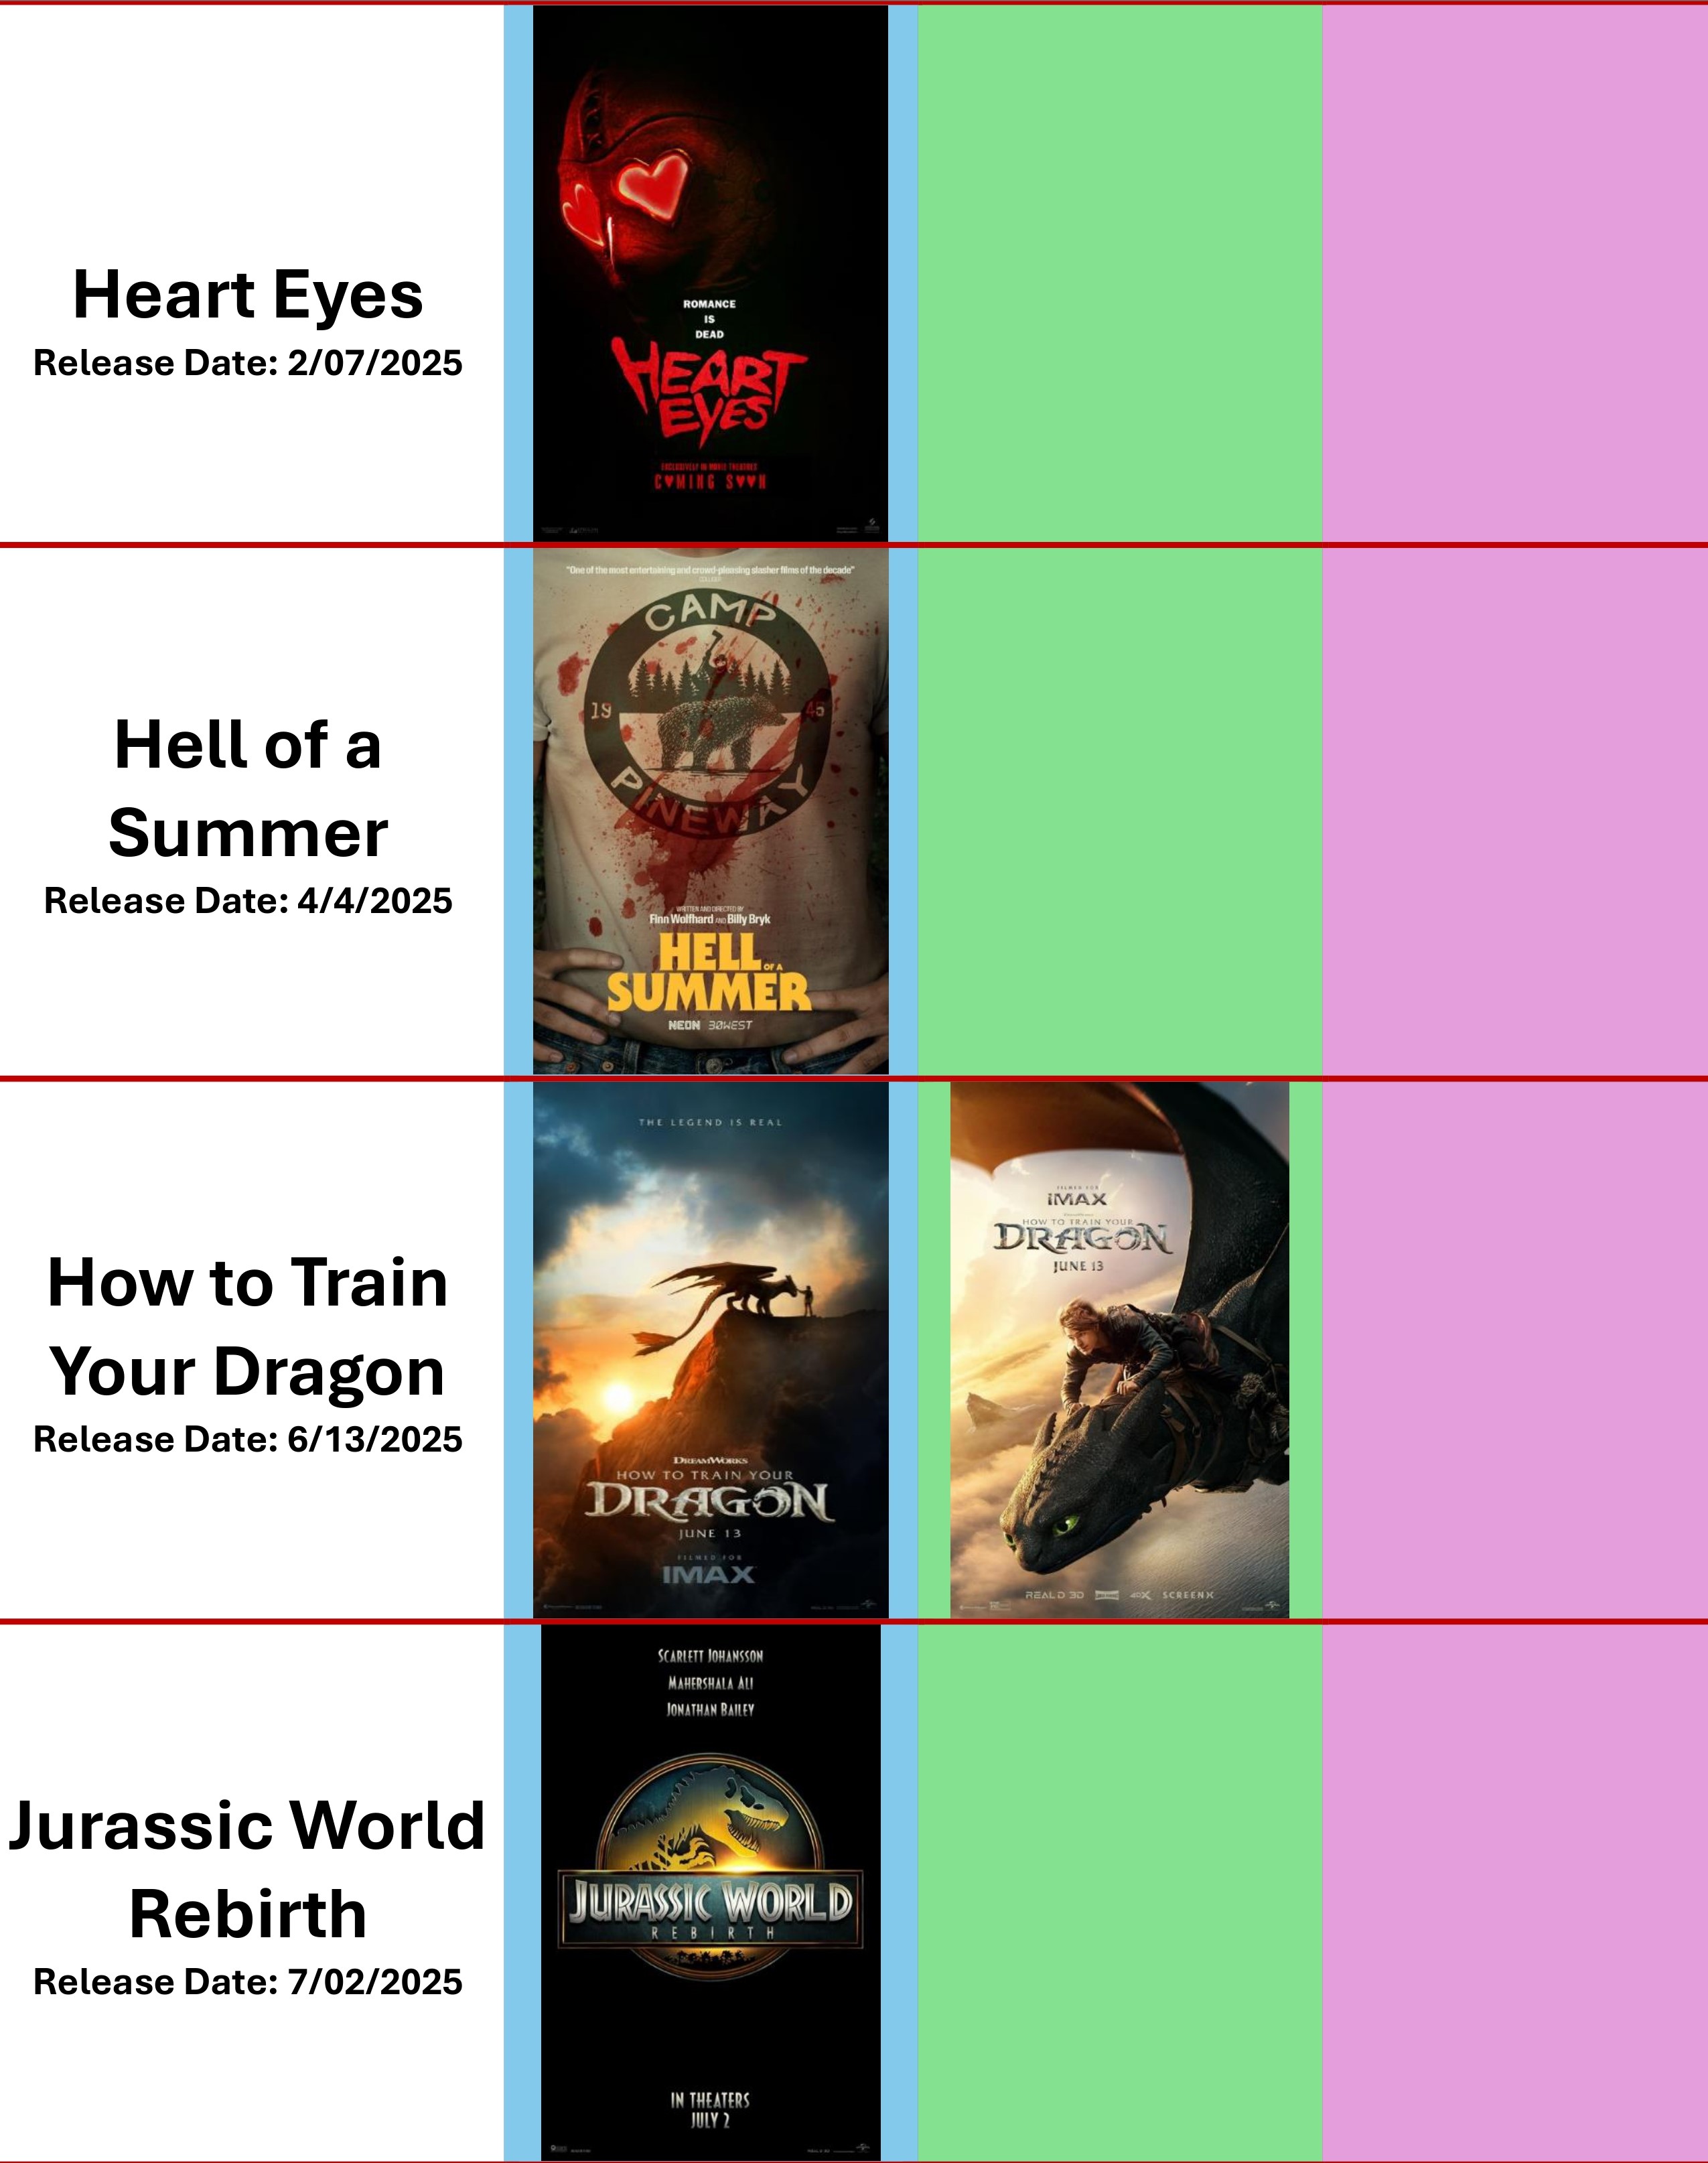 Heart Eyes
Release Date: 2/07/2025
ROMANCE
IS
DEAD
HEART
EYES
EXCLUSIVELY IN MOVIE THEATRES
C♥MING S♥♥N
Hell of a
Summer
Release Date: 4/4/2025
"One of the most entertaining and crowd-pleasing slasher films of the decade"
COLLIDER
CAMP
19 45
PINEWAY
WRITTEN AND DIRECTED BY
Finn Wolfhard AND Billy Bryk
HELL
OF A
SUMMER
NEON 30WEST
How to Train
Your Dragon
Release Date: 6/13/2025
THE LEGEND IS REAL
DREAMWORKS
HOW TO TRAIN YOUR
DRAGON
JUNE 13
FILMED FOR
IMAX
FILMED FOR
IMAX
HOW TO TRAIN YOUR
DRAGON
JUNE 13
REALD 3D 4DX SCREENX
Jurassic World
Rebirth
Release Date: 7/02/2025
SCARLETT JOHANSSON
MAHERSHALA ALI
JONATHAN BAILEY
JURASSIC WORLD
REBIRTH
IN THEATERS
JULY 2